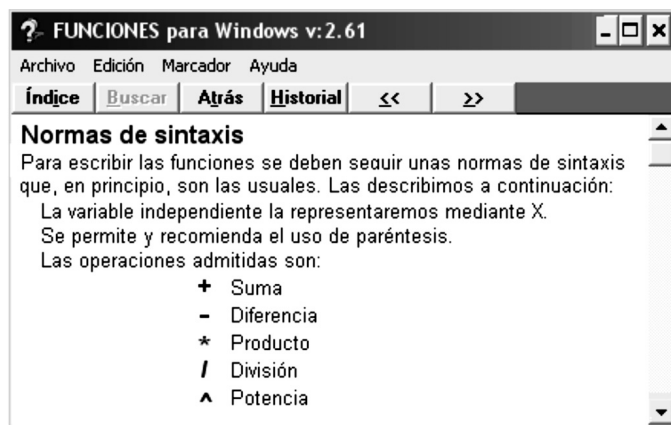 FUNCIONES para Windows v:2.61
Archivo Edición Marcador Ayuda
Índice Buscar Atrás Historial << >>
Normas de sintaxis
Para escribir las funciones se deben seguir unas normas de sintaxis
que, en principio, son las usuales. Las describimos a continuación:
La variable independiente la representaremos mediante X.
Se permite y recomienda el uso de paréntesis.
Las operaciones admitidas son:
+ Suma
- Diferencia
* Producto
/ División
^ Potencia